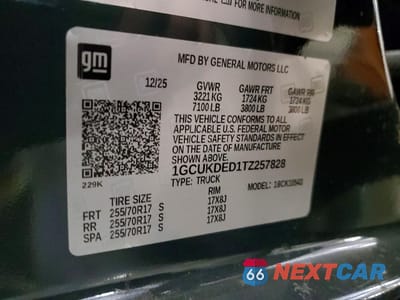 MORE INFORMATION
gm
MFD BY GENERAL MOTORS LLC
12/25 GVWR GAWR FRT GAWR RR
3221 KG 1724 KG 1724 KG
7100 LB 3800 LB 3800 LB
THIS VEHICLE CONFORMS TO ALL
APPLICABLE U.S. FEDERAL MOTOR
VEHICLE STANDARDS IN EFFECT
ON THE DATE OF MANUFACTURE
SHOWN ABOVE
1GCUKDED1TZ257828
TYPE: TRUCK MODEL:
229K
TIRE SIZE RIM
FRT 255/70R17 S 17X8J
RR 255/70R17 S 17X8J
SPA 255/70R17 S 17X8J
66 NEXTCAR